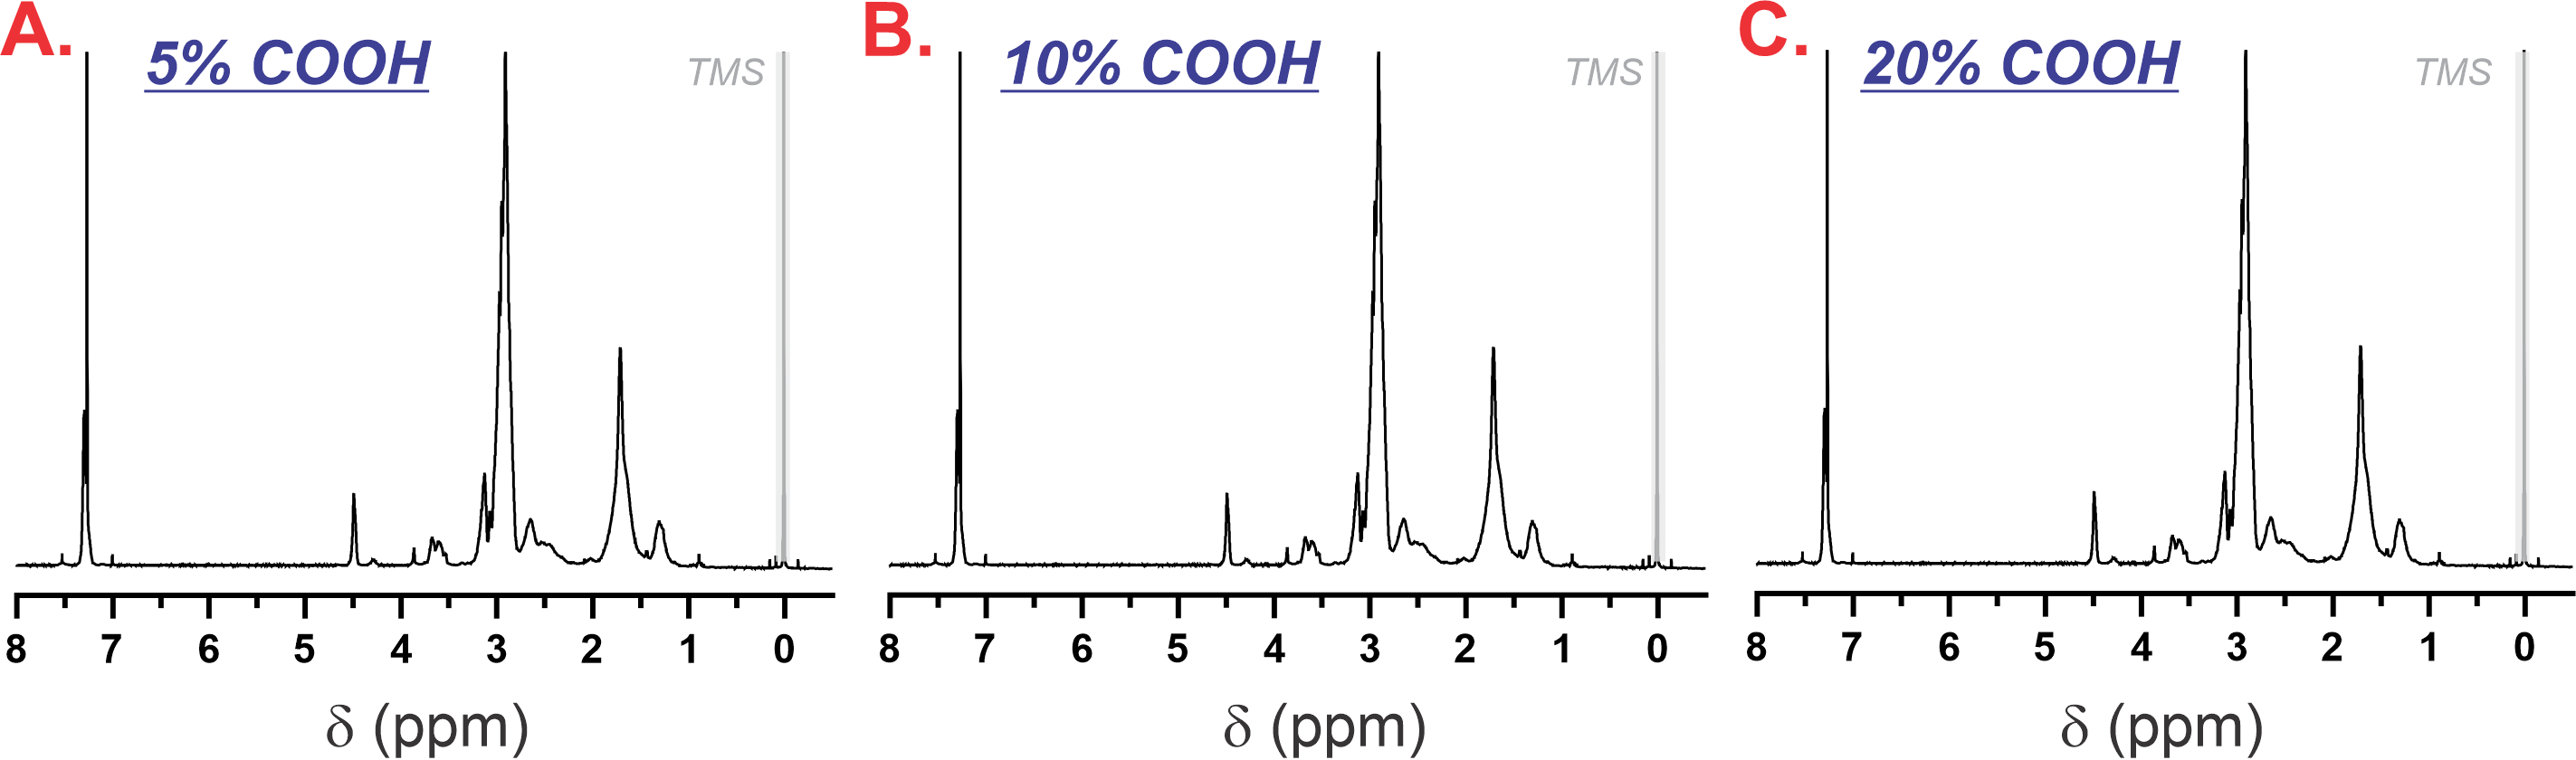 A.
5% COOH
TMS
8 7 6 5 4 3 2 1 0
δ (ppm)
B.
10% COOH
TMS
8 7 6 5 4 3 2 1 0
δ (ppm)
C.
20% COOH
TMS
8 7 6 5 4 3 2 1 0
δ (ppm)